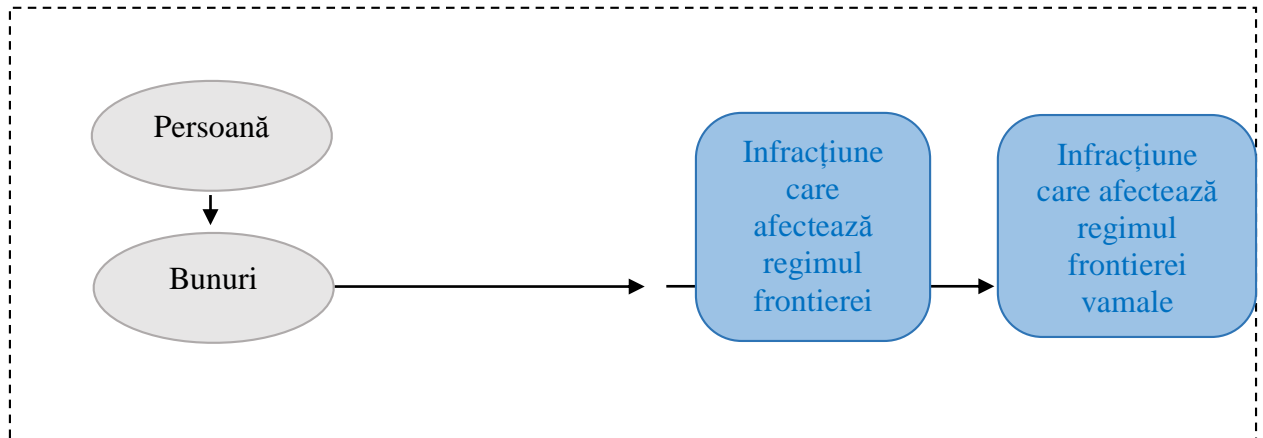 Persoană
Bunuri
Infracțiune
care
afectează
regimul
frontierei
Infracțiune
care afectează
regimul
frontierei
vamale